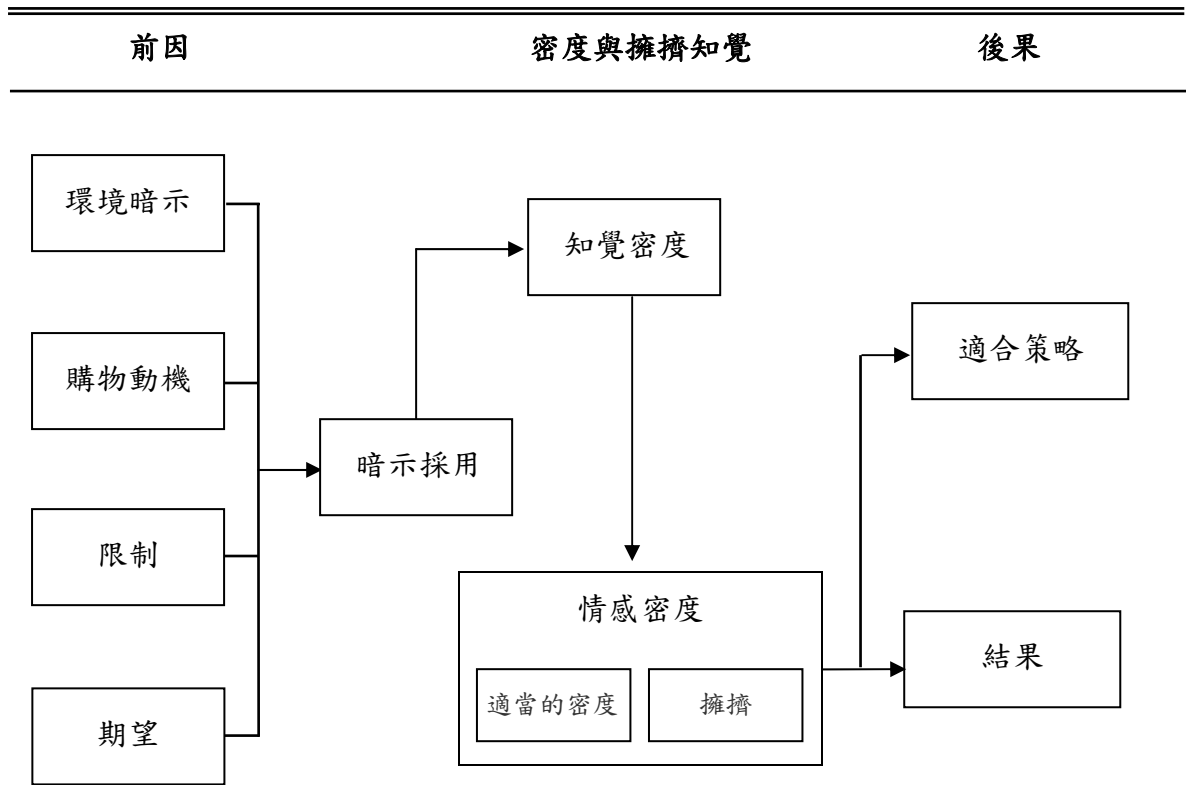 前因
密度與擁擠知覺
後果
環境暗示
購物動機
限制
期望
暗示採用
知覺密度
情感密度
適當的密度
擁擠
適合策略
結果